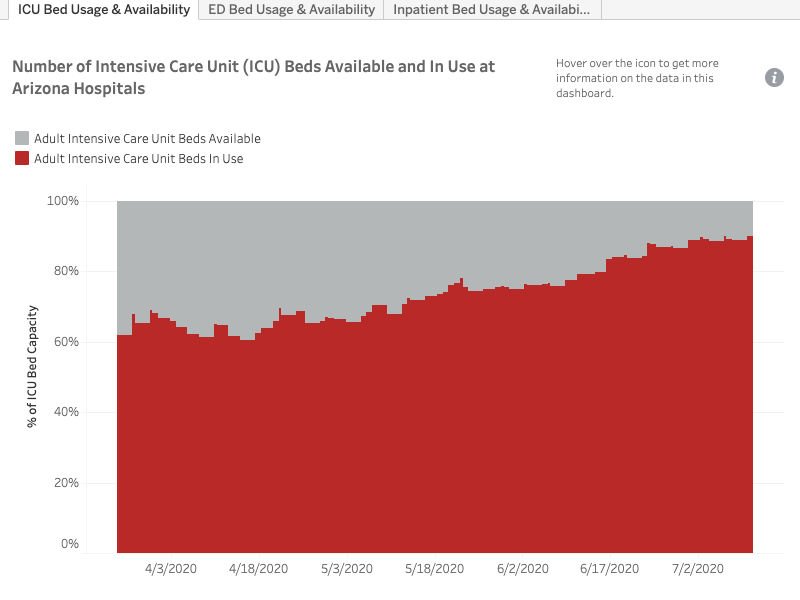 ICU Bed Usage & Availability
ED Bed Usage & Availability
Inpatient Bed Usage & Availabi...
Number of Intensive Care Unit (ICU) Beds Available and In Use at
Arizona Hospitals
Hover over the icon to get more
information on the data in this
dashboard.
i
Adult Intensive Care Unit Beds Available
Adult Intensive Care Unit Beds In Use
% of ICU Bed Capacity
100%
80%
60%
40%
20%
0%
4/3/2020
4/18/2020
5/3/2020
5/18/2020
6/2/2020
6/17/2020
7/2/2020